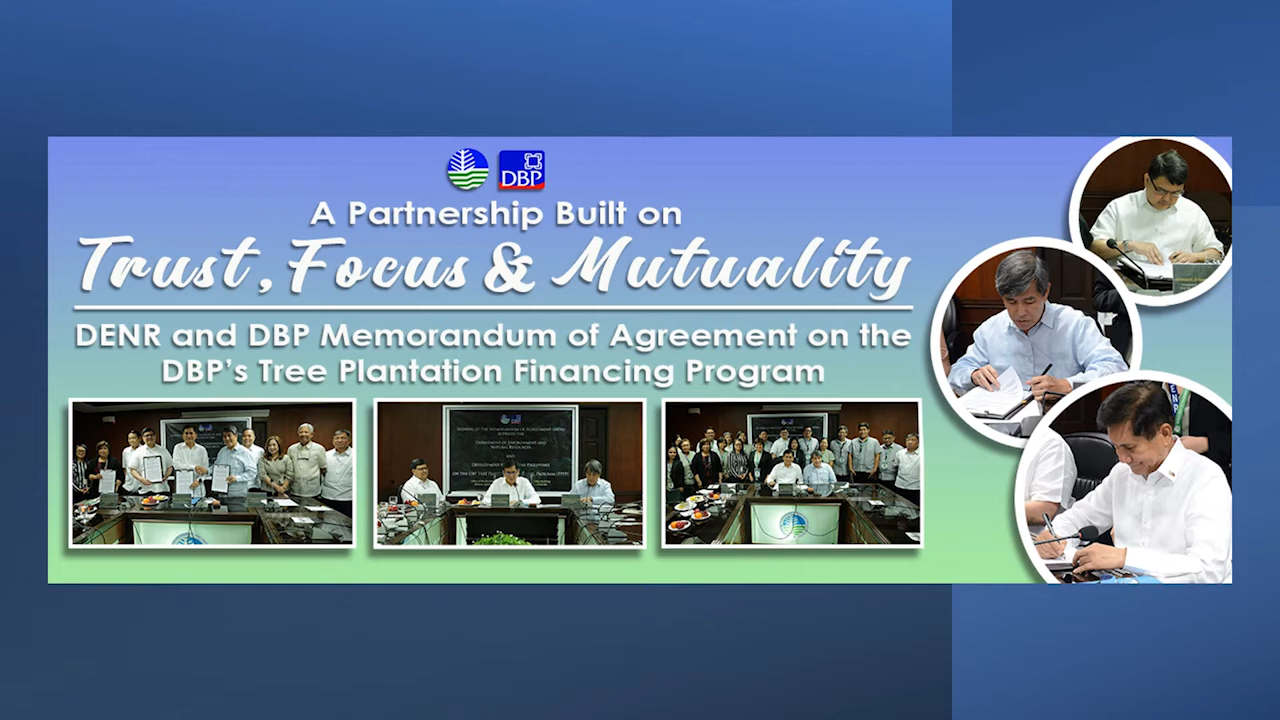 DBP
A Partnership Built on
Trust, Focus & Mutuality
DENR and DBP Memorandum of Agreement on the
DBP's Tree Plantation Financing Program